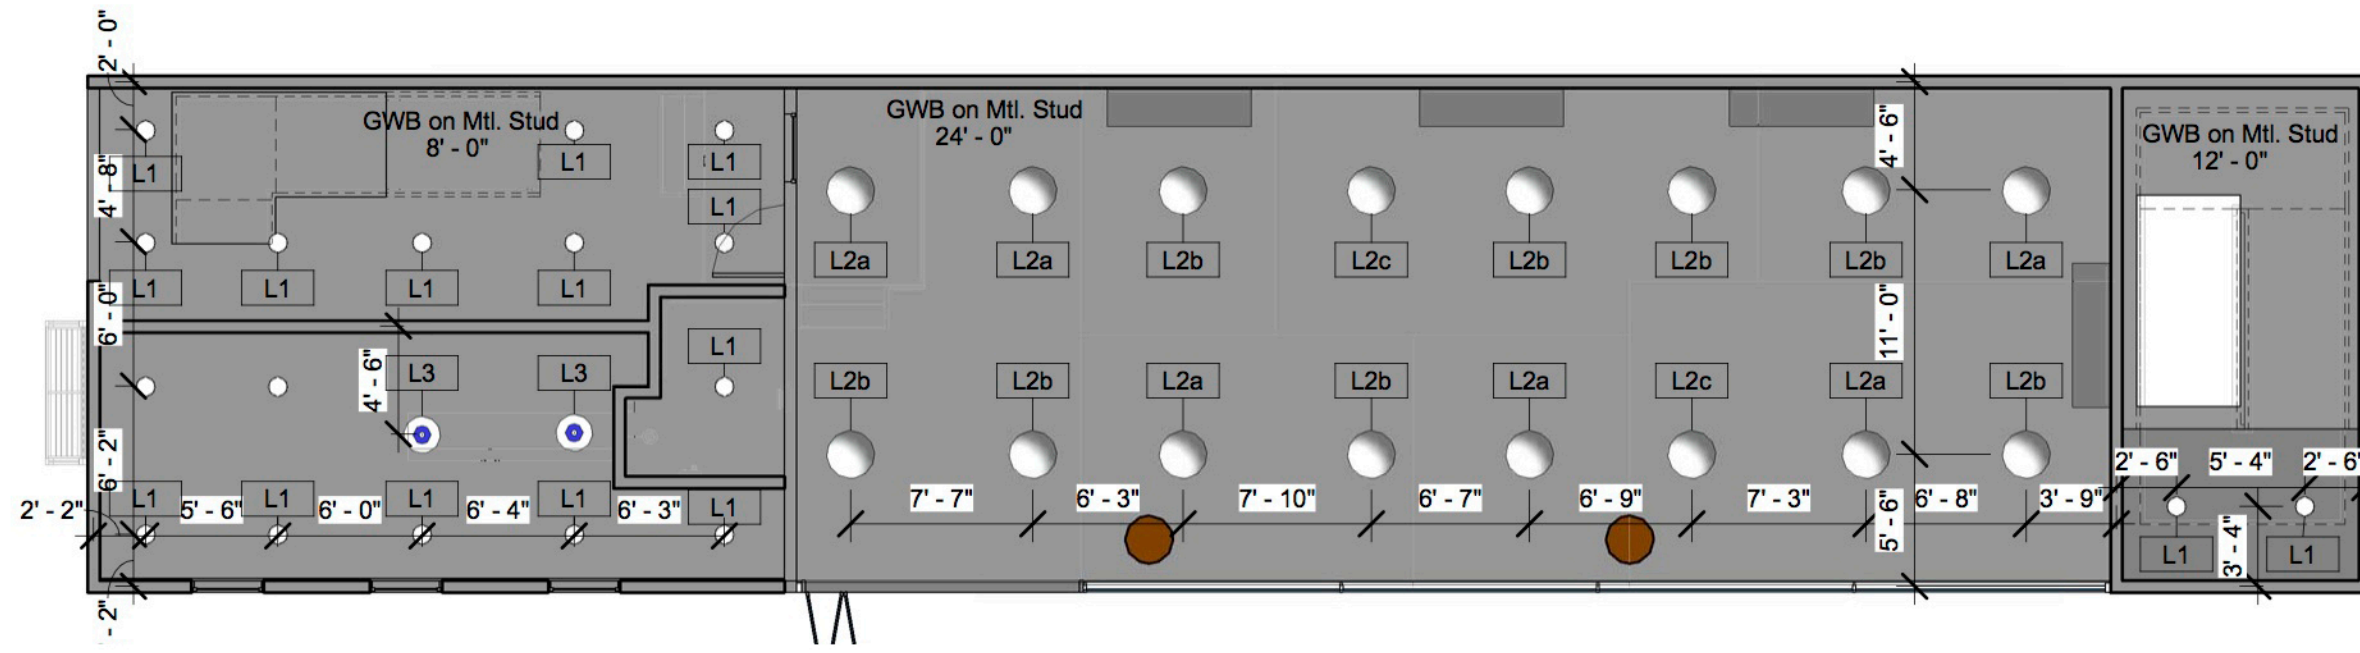 2' - 0"
GWB on Mtl. Stud
8' - 0"
GWB on Mtl. Stud
24' - 0"
GWB on Mtl. Stud
12' - 0"
4' - 6"
4' - 8"
L1
L1
L1
L1
L2a
L2a
L2b
L2c
L2b
L2b
L2b
L2a
L1
L1
L1
L1
6' - 0"
11' - 0"
L1
4' - 6"
L3
L3
L2b
L2b
L2a
L2b
L2a
L2c
L2a
L2b
6' - 2"
2' - 6"
5' - 4"
2' - 6"
L1
L1
L1
L1
L1
2' - 2"
5' - 6"
6' - 0"
6' - 4"
6' - 3"
7' - 7"
6' - 3"
7' - 10"
6' - 7"
6' - 9"
7' - 3"
6' - 8"
3' - 9"
5' - 6"
3' - 4"
L1
L1
' - 2"